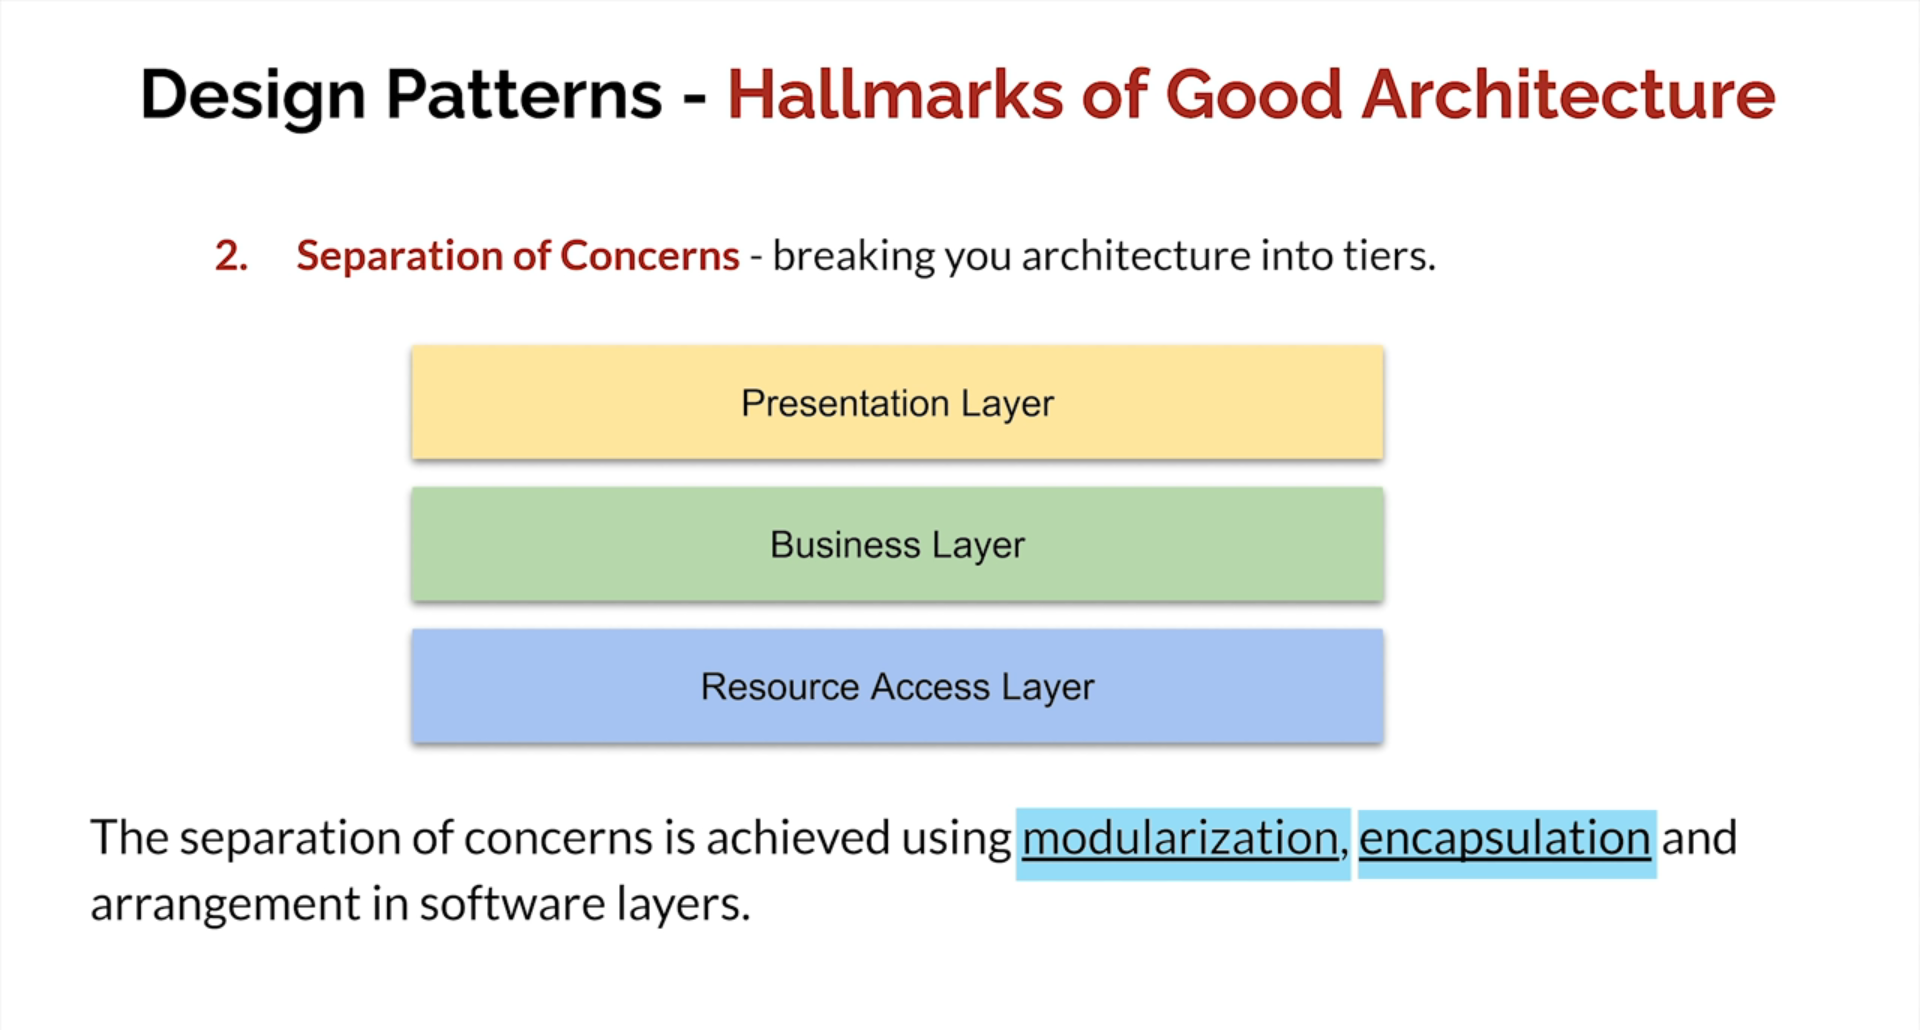 Design Patterns - Hallmarks of Good Architecture
2. Separation of Concerns - breaking you architecture into tiers.
Presentation Layer
Business Layer
Resource Access Layer
The separation of concerns is achieved using modularization, encapsulation and
arrangement in software layers.